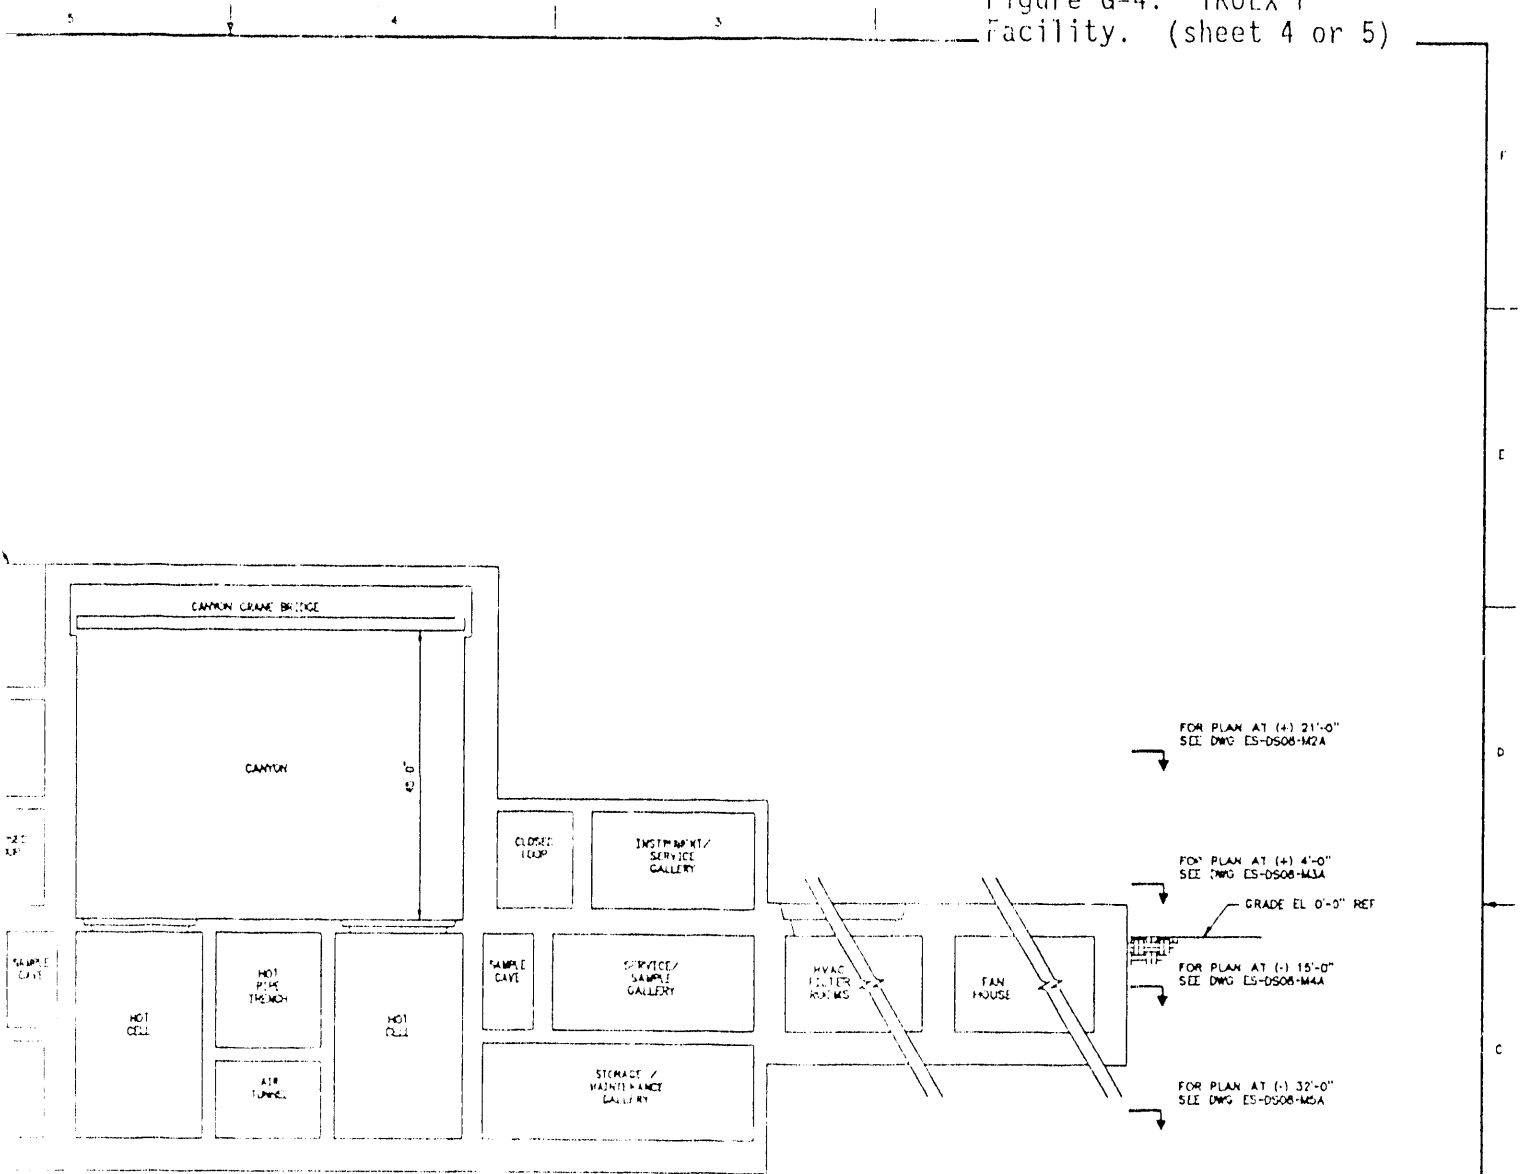 Figure G-4. TRUEX
Facility. (sheet 4 or 5)
5 4 3
F
E
D
C
CANYON CRANE BRIDGE
CANYON
45'0"
CLOSED
LOOP
INSTRUMENT/
SERVICE
GALLERY
SAMPLE
CAVE
HOT
CELL
HOT
PIPE
TRENCH
AIR
TUNNEL
HOT
CELL
SAMPLE
CAVE
SERVICE/
SAMPLE
GALLERY
STORAGE /
MAINTENANCE
GALLERY
HVAC
FILTER
ROOMS
FAN
HOUSE
FOR PLAN AT (+) 21'-0"
SEE DWG ES-DS08-M2A
FOR PLAN AT (+) 4'-0"
SEE DWG ES-DS08-M3A
GRADE EL 0'-0" REF
FOR PLAN AT (-) 15'-0"
SEE DWG ES-DS08-M4A
FOR PLAN AT (-) 32'-0"
SEE DWG ES-DS08-M5A